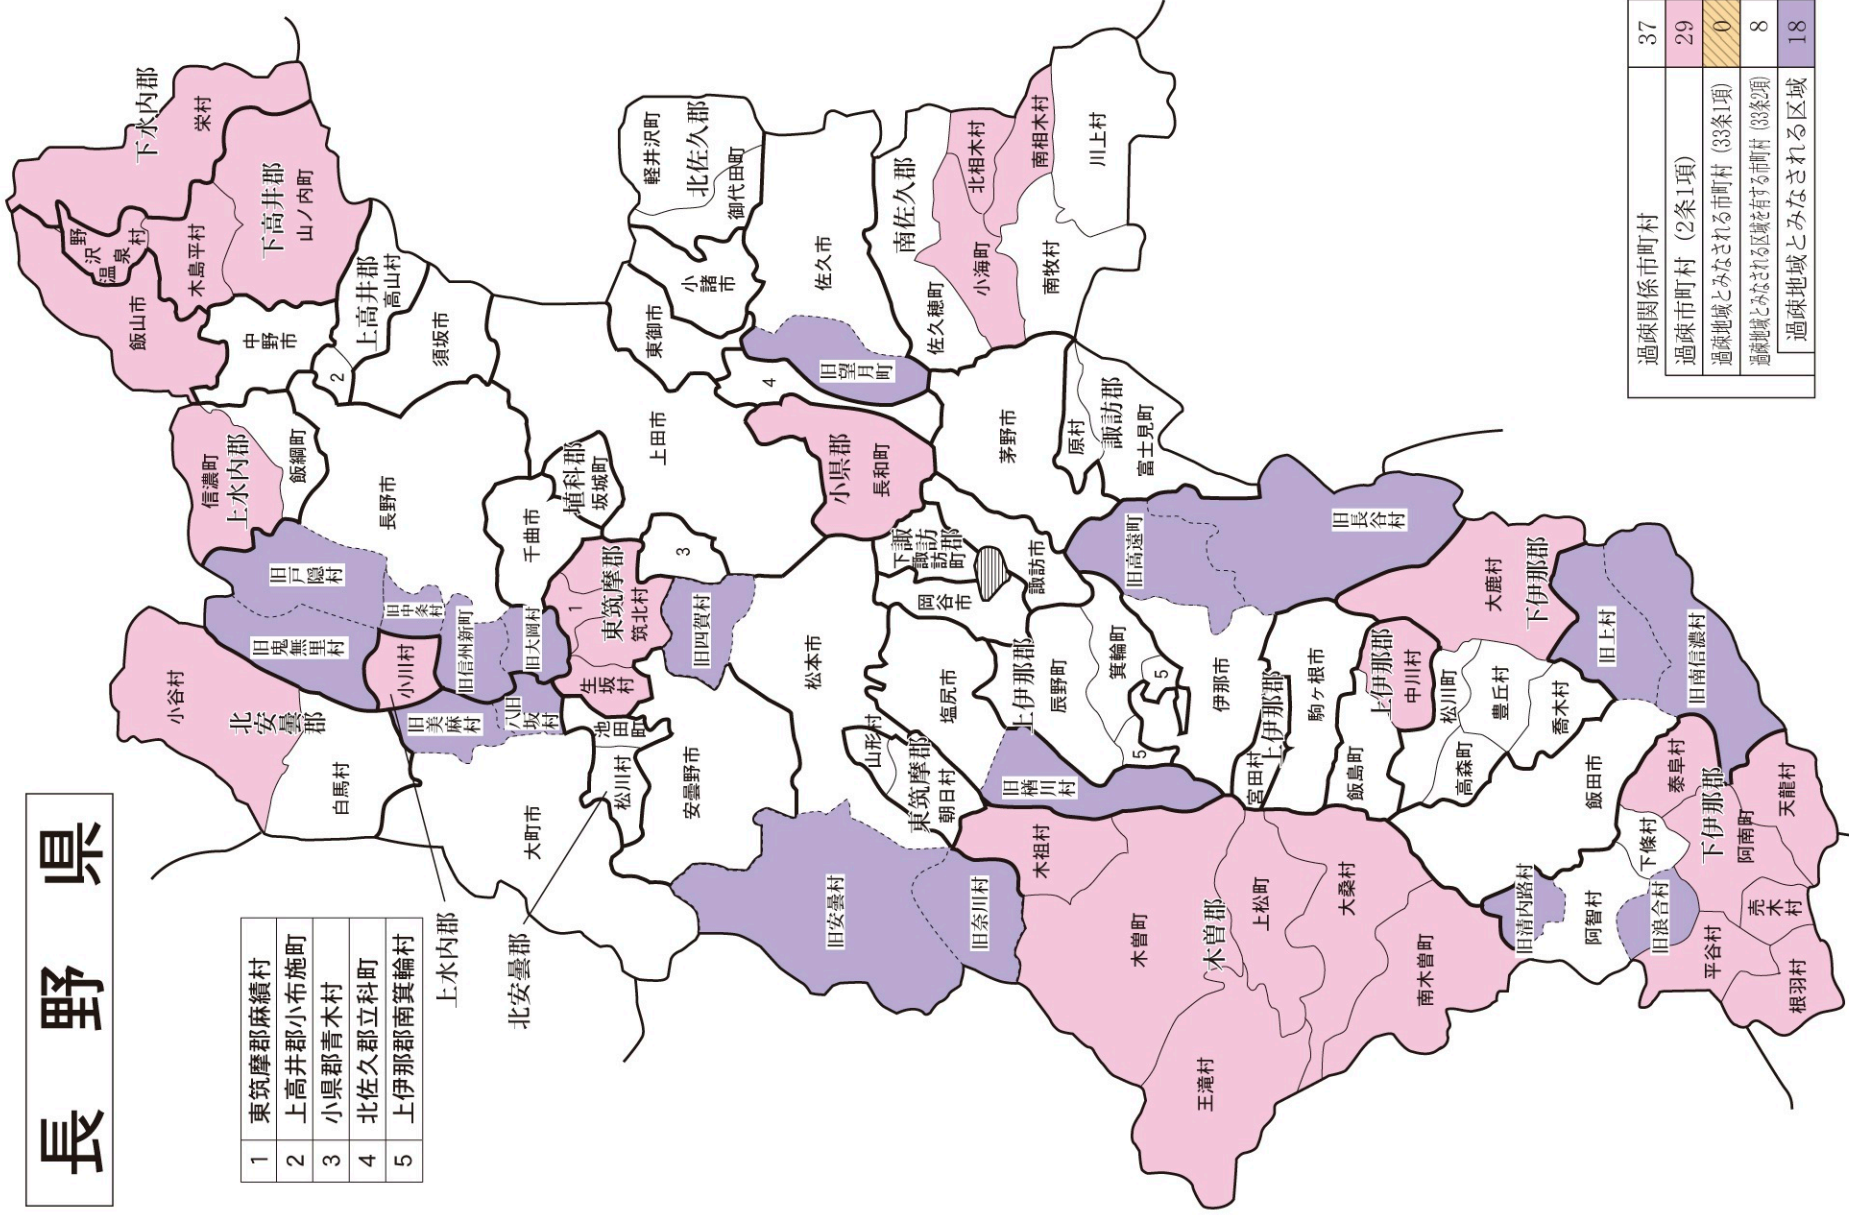 長野県
1 東筑摩郡麻績村
2 上高井郡小布施町
3 小県郡青木村
4 北佐久郡立科町
5 上伊那郡南箕輪村
過疎関係市町村 37
過疎市町村（2条1項） 29
過疎地域とみなされる市町村（33条1項） 0
過疎地域とみなされる区域を有する市町村（33条2項） 8
過疎地域とみなされる区域 18
下水内郡
栄村
野沢温泉村
飯山市
木島平村
下高井郡
山ノ内町
中野市
2
上高井郡
高山村
須坂市
信濃町
上水内郡
飯綱町
長野市
旧戸隠村
旧鬼無里村
旧中条村
小川村
旧信州新町
旧大岡村
上水内郡
小谷村
北安曇郡
白馬村
旧美麻村
八旧坂村
大町市
池田町
松川村
北安曇郡
千曲市
埴科郡
坂城町
上田市
3
東筑摩郡
1
筑北村
生坂村
旧四賀村
松本市
安曇野市
旧安曇村
旧奈川村
軽井沢町
北佐久郡
御代田町
小諸市
東御市
佐久市
旧望月町
4
小県郡
長和町
南佐久郡
佐久穂町
小海町
北相木村
南相木村
南牧村
川上村
茅野市
原村
諏訪郡
富士見町
下諏訪町
諏訪郡
岡谷市
諏訪市
塩尻市
山形村
東筑摩郡
朝日村
旧楢川村
上伊那郡
辰野町
箕輪町
5
5
伊那市
旧高遠町
旧長谷村
上伊那郡
宮田村
駒ヶ根市
飯島町
上伊那郡
中川村
木祖村
木曽町
木曽郡
上松町
大桑村
王滝村
南木曽町
大鹿村
下伊那郡
松川町
高森町
豊丘村
喬木村
飯田市
旧上村
旧南信濃村
旧清内路村
阿智村
旧浪合村
下條村
泰阜村
下伊那郡
阿南町
天龍村
平谷村
売木村
根羽村